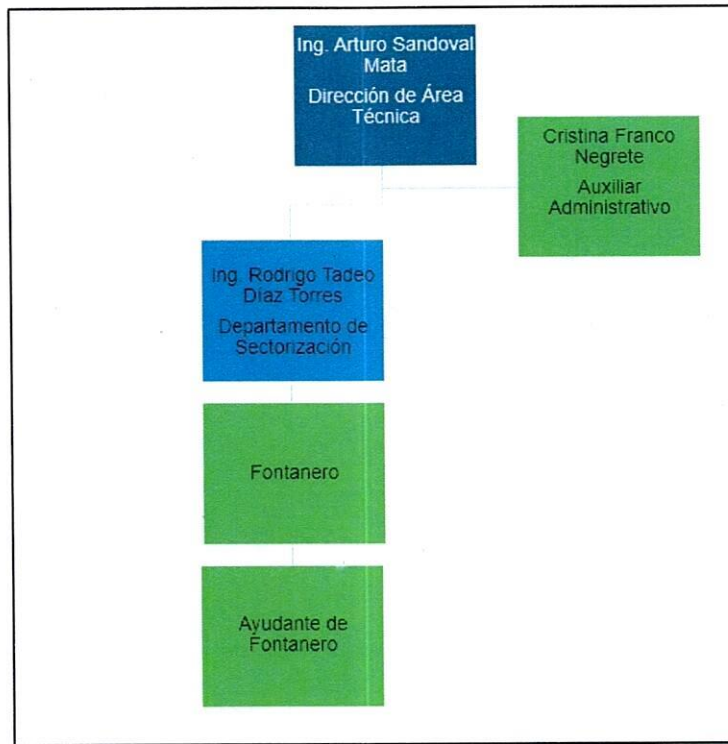 Ing. Arturo Sandoval
Mata
Dirección de Área
Técnica
Cristina Franco
Negrete
Auxiliar
Administrativo
Ing. Rodrigo Tadeo
Díaz Torres
Departamento de
Sectorización
Fontanero
Ayudante de
Fontanero